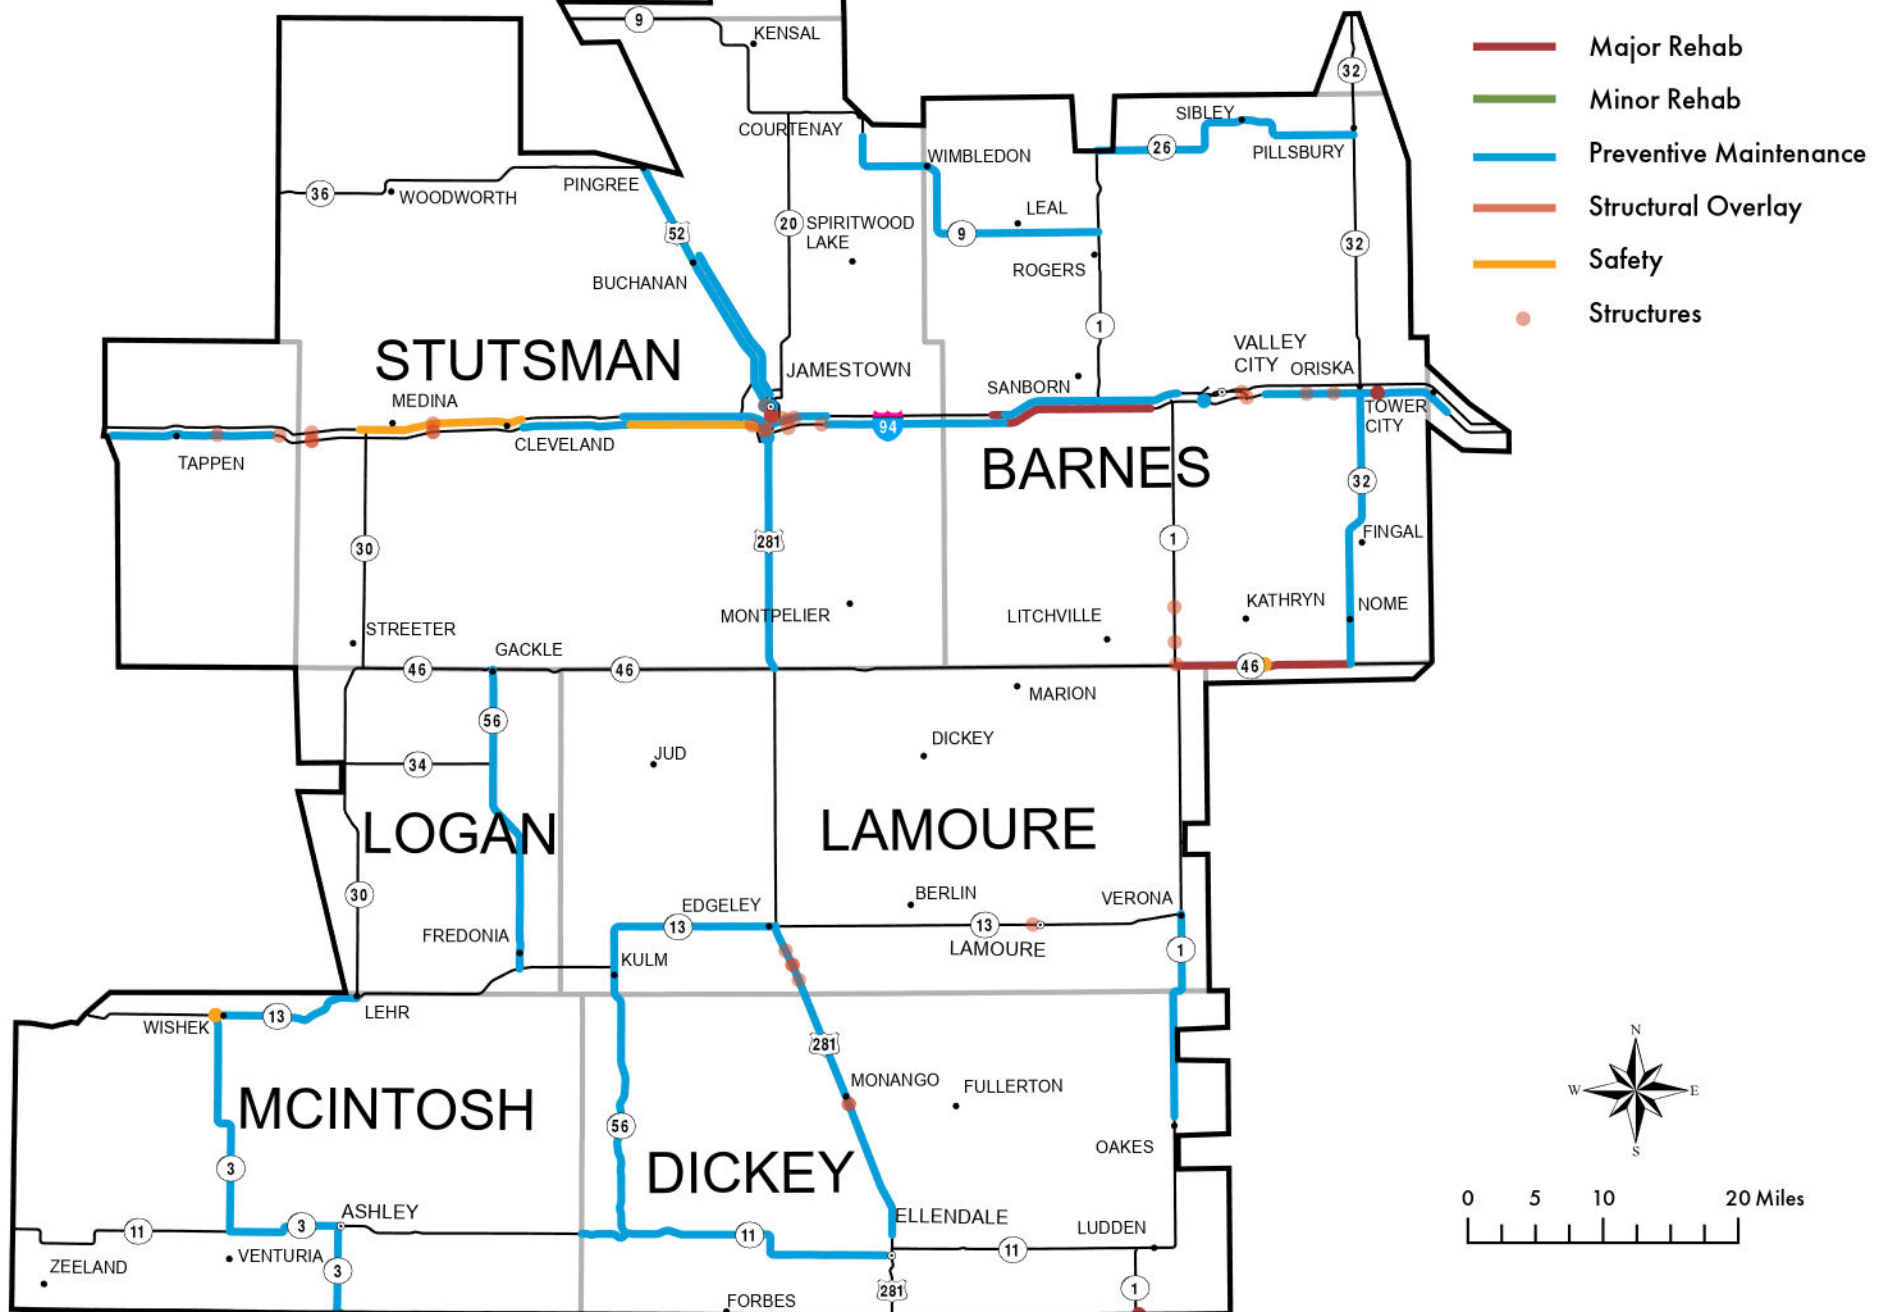 9
KENSAL
32
Major Rehab
Minor Rehab
COURTENAY
SIBLEY
26
PILLSBURY
Preventive Maintenance
WIMBLEDON
PINGREE
36
WOODWORTH
Structural Overlay
LEAL
20
SPIRITWOOD
LAKE
52
9
32
Safety
ROGERS
BUCHANAN
Structures
1
VALLEY
CITY
ORISKA
STUTSMAN
JAMESTOWN
SANBORN
MEDINA
TOWER
CITY
94
CLEVELAND
TAPPEN
BARNES
32
30
281
1
FINGAL
MONTPELIER
LITCHVILLE
KATHRYN
NOME
STREETER
GACKLE
46
46
46
MARION
56
DICKEY
JUD
34
LOGAN
LAMOURE
30
BERLIN
VERONA
EDGELEY
13
13
FREDONIA
LAMOURE
1
KULM
LEHR
WISHEK
13
281
MONANGO
FULLERTON
MCINTOSH
56
OAKES
N
W
E
S
DICKEY
3
0
5
10
20 Miles
ASHLEY
3
11
ELLENDALE
LUDDEN
11
11
VENTURIA
ZEELAND
3
281
1
FORBES